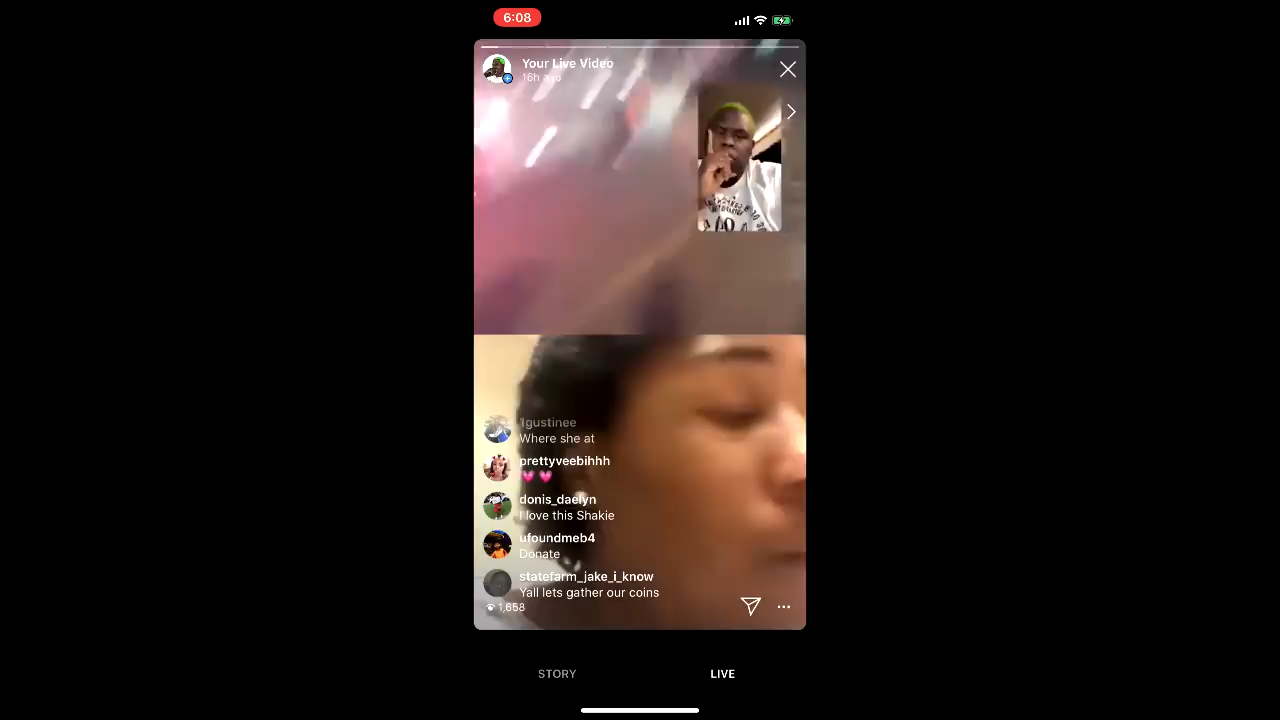 6:08
Your Live Video
16h ago
1gustinee
Where she at
prettyveebihhh
💗 💗
donis_daelyn
I love this Shakie
ufoundmeb4
Donate
statefarm_jake_i_know
Yall lets gather our coins
1,658
STORY
LIVE